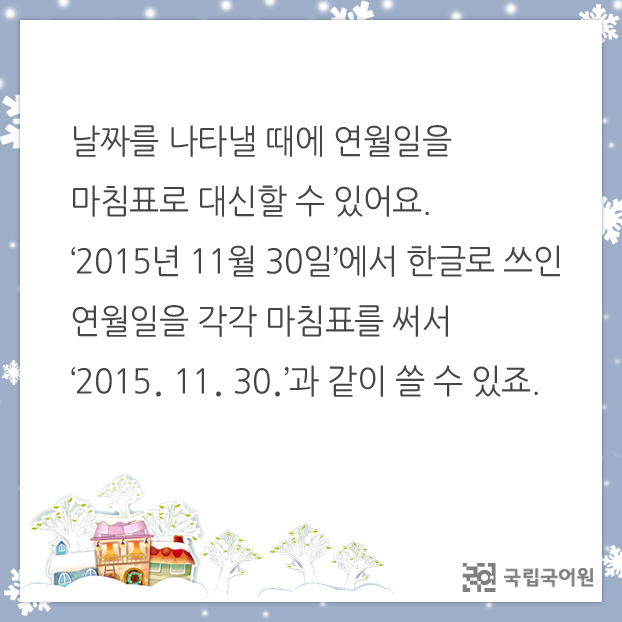 날짜를 나타낼 때에 연월일을
마침표로 대신할 수 있어요.
‘2015년 11월 30일’에서 한글로 쓰인
연월일을 각각 마침표를 써서
‘2015. 11. 30.’과 같이 쓸 수 있죠.
국립국어원